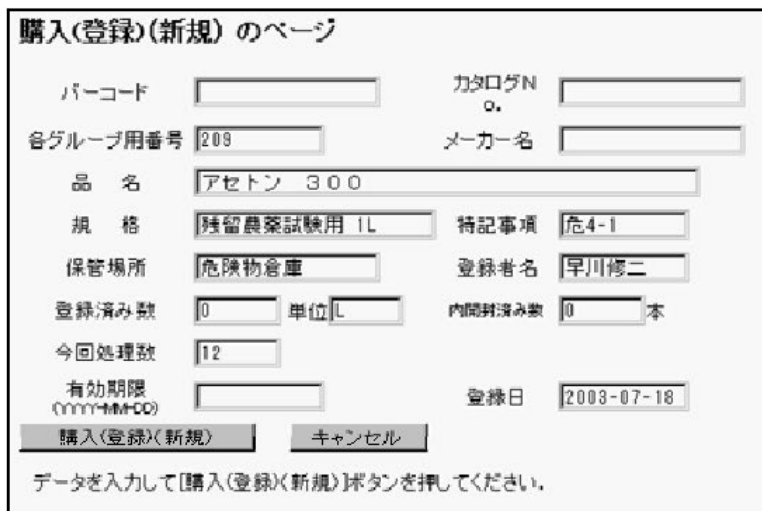 購入(登録)(新規) のページ
バーコード
カタログN
o.
各グループ用番号 209 メーカー名
品 名 アセトン 300
規 格 残留農薬試験用 1L 特記事項 危4-1
保管場所 危険物倉庫 登録者名 早川修二
登録済み数 0 単位 L 内開封済み数 0 本
今回処理数 12
有効期限
(YYYY-MM-DD)
登録日 2003-07-18
購入(登録)(新規) キャンセル
データを入力して[購入(登録)(新規)]ボタンを押してください.